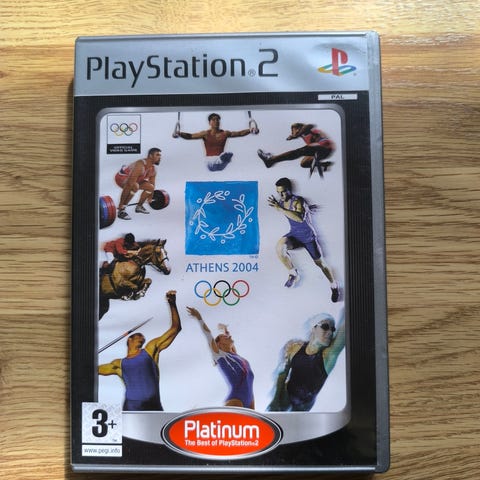 PlayStation®2
PAL
OFFICIAL
VIDEO GAME
ATHENS 2004
3+
www.pegi.info
Platinum
The Best of PlayStation®2